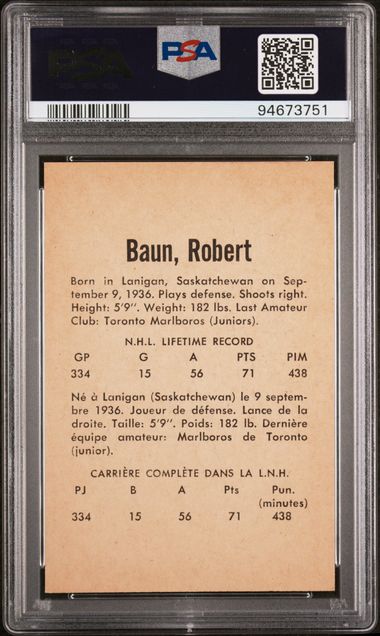 PSA
PSA
94673751
Baun, Robert
Born in Lanigan, Saskatchewan on Sep-
tember 9, 1936. Plays defense. Shoots right.
Height: 5'9". Weight: 182 lbs. Last Amateur
Club: Toronto Marlboros (Juniors).
N.H.L. LIFETIME RECORD
GP G A PTS PIM
334 15 56 71 438
Né à Lanigan (Saskatchewan) le 9 septem-
bre 1936. Joueur de défense. Lance de la
droite. Taille: 5'9". Poids: 182 lb. Dernière
équipe amateur: Marlboros de Toronto
(junior).
CARRIÈRE COMPLÈTE DANS LA L.N.H.
PJ B A Pts Pun.
(minutes)
334 15 56 71 438